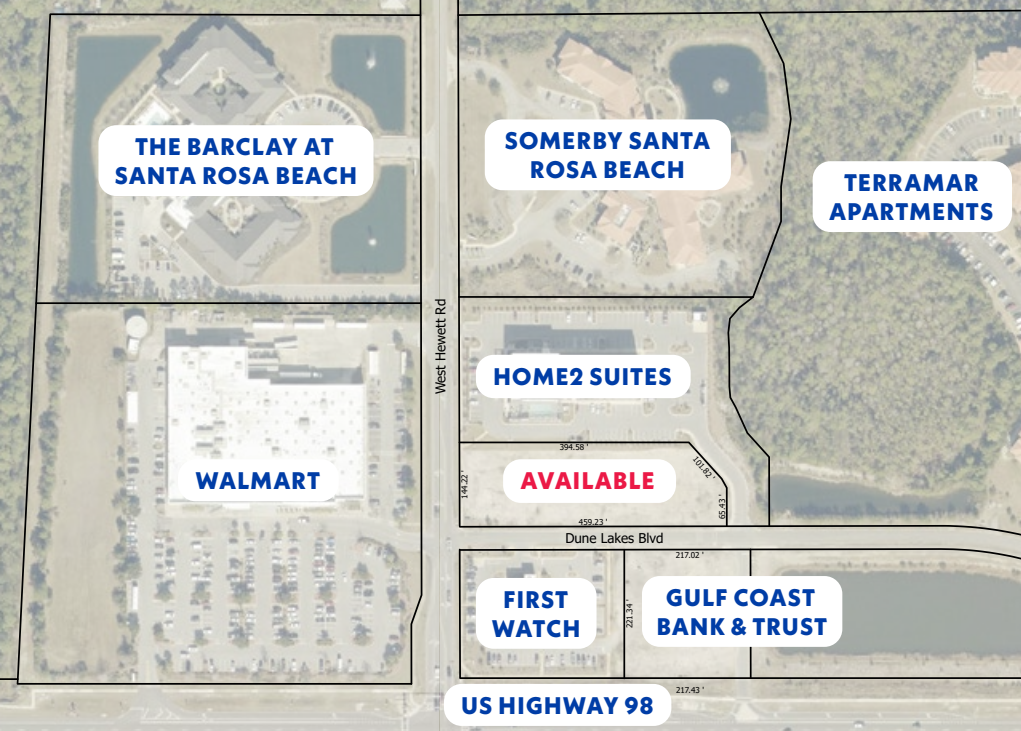 THE BARCLAY AT
SANTA ROSA BEACH
SOMERBY SANTA
ROSA BEACH
TERRAMAR
APARTMENTS
West Hewett Rd
HOME2 SUITES
394.58 '
101.82 '
144.22 '
AVAILABLE
65.43 '
WALMART
459.23 '
Dune Lakes Blvd
217.02 '
FIRST
WATCH
221.34 '
GULF COAST
BANK & TRUST
217.43 '
US HIGHWAY 98